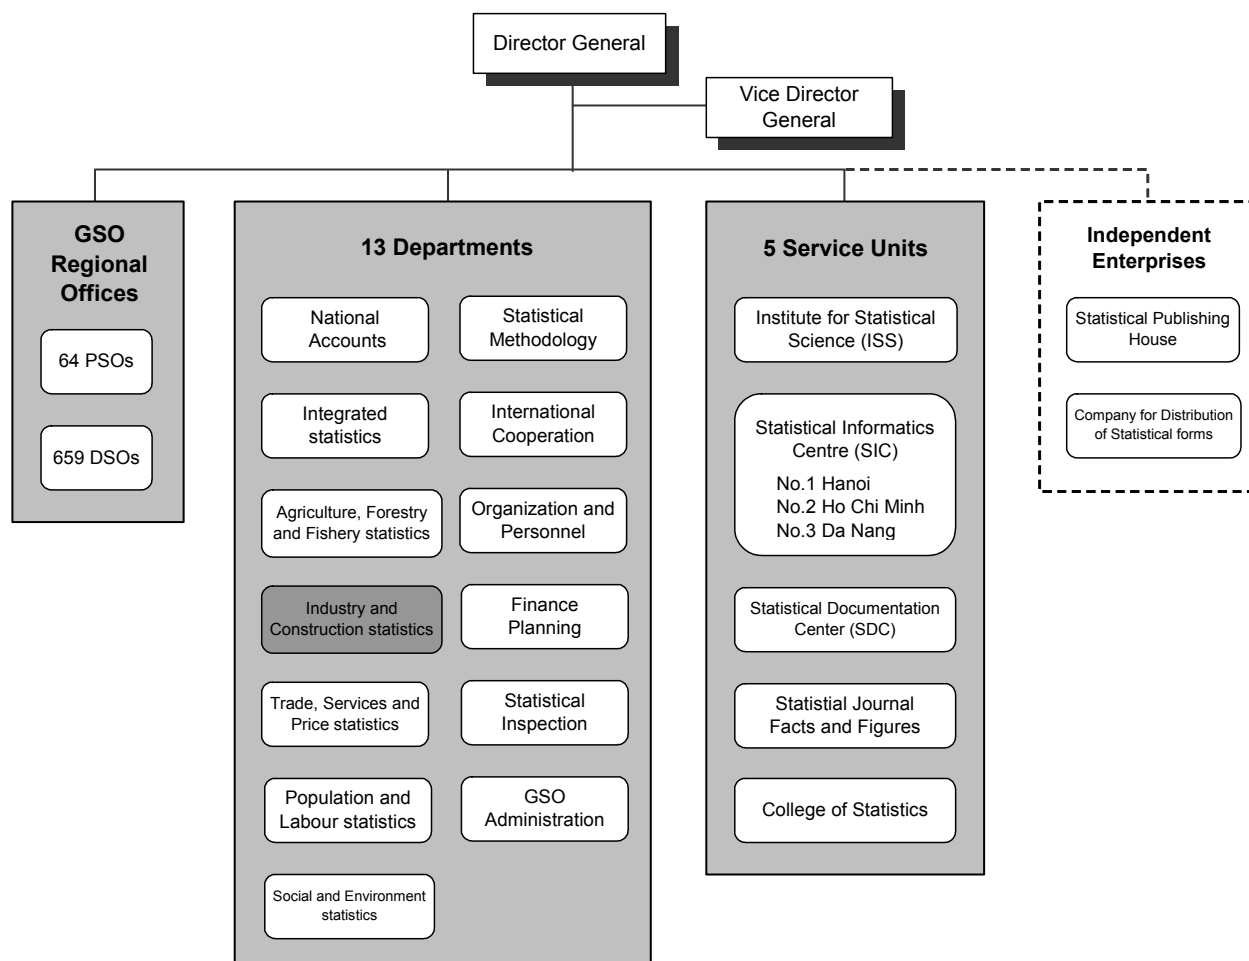 Director General
Vice Director
General
GSO
Regional
Offices
64 PSOs
659 DSOs
13 Departments
National
Accounts
Statistical
Methodology
Integrated
statistics
International
Cooperation
Agriculture, Forestry
and Fishery statistics
Organization and
Personnel
Industry and
Construction statistics
Finance
Planning
Trade, Services and
Price statistics
Statistical
Inspection
Population and
Labour statistics
GSO
Administration
Social and Environment
statistics
5 Service Units
Institute for Statistical
Science (ISS)
Statistical Informatics
Centre (SIC)
No.1 Hanoi
No.2 Ho Chi Minh
No.3 Da Nang
Statistical Documentation
Center (SDC)
Statistial Journal
Facts and Figures
College of Statistics
Independent
Enterprises
Statistical Publishing
House
Company for Distribution
of Statistical forms